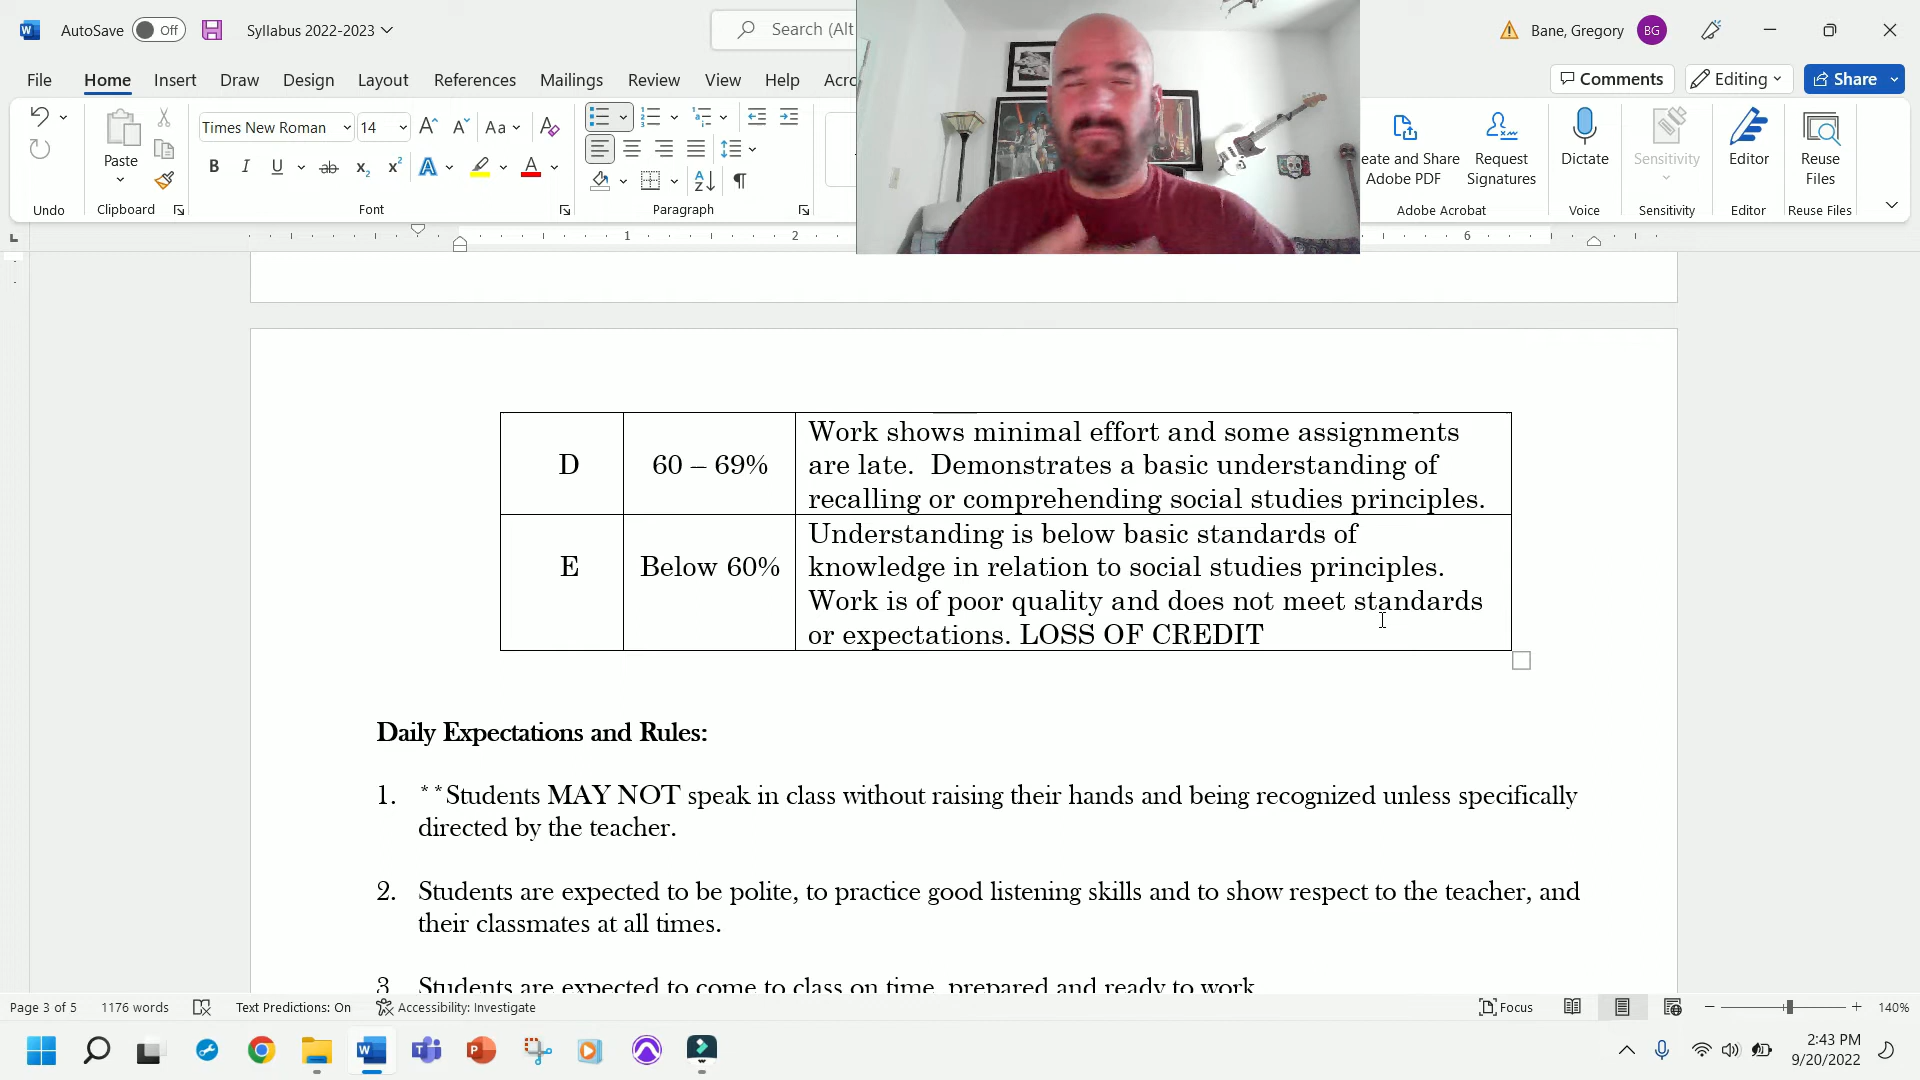 AutoSave Off Syllabus 2022-2023 Search (Alt Bane, Gregory BG
File Home Insert Draw Design Layout References Mailings Review View Help Acro Comments Editing Share
Times New Roman 14 Aa
Paste
B I U ab x2 x2 A A
Undo Clipboard Font Paragraph
eate and Share Request Dictate Sensitivity Editor Reuse
Adobe PDF Signatures Files
Adobe Acrobat Voice Sensitivity Editor Reuse Files
1 2 6
D 60 – 69% Work shows minimal effort and some assignments
are late. Demonstrates a basic understanding of
recalling or comprehending social studies principles.
E Below 60% Understanding is below basic standards of
knowledge in relation to social studies principles.
Work is of poor quality and does not meet standards
or expectations. LOSS OF CREDIT
Daily Expectations and Rules:
1. **Students MAY NOT speak in class without raising their hands and being recognized unless specifically
directed by the teacher.
2. Students are expected to be polite, to practice good listening skills and to show respect to the teacher, and
their classmates at all times.
3. Students are expected to come to class on time, prepared and ready to work.
Page 3 of 5 1176 words Text Predictions: On Accessibility: Investigate Focus 140%
2:43 PM
9/20/2022